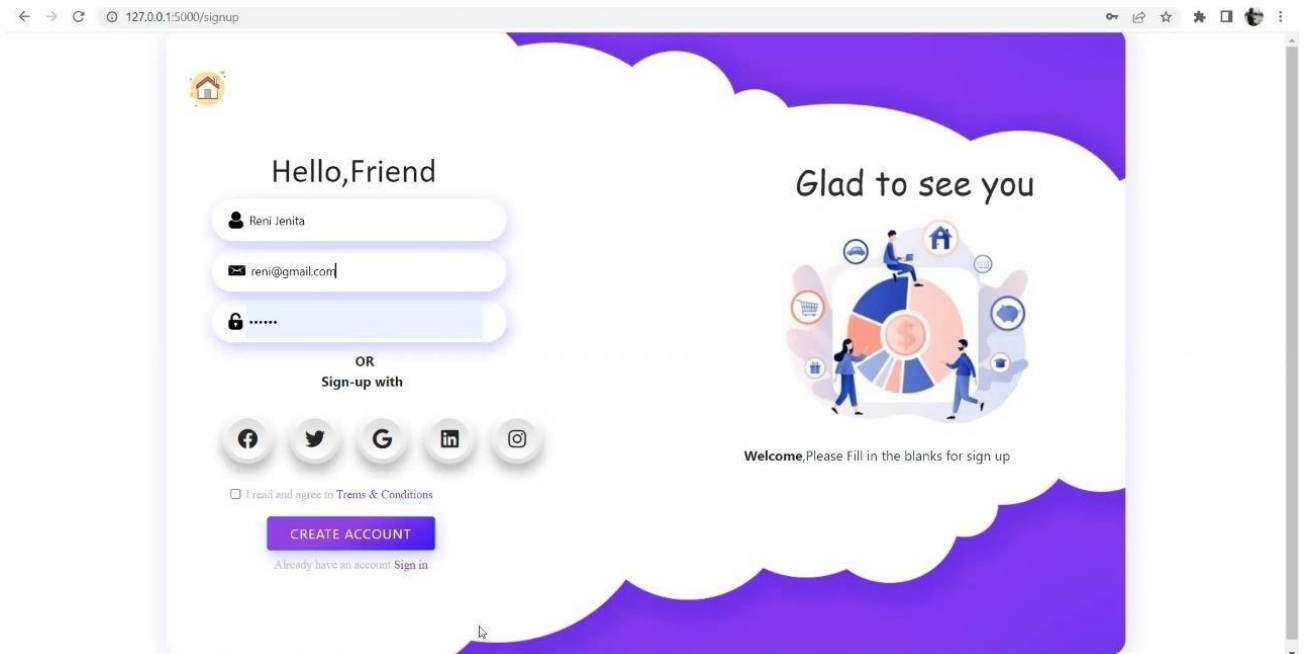 127.0.0.1:5000/signup
Hello,Friend
Reni Jenita
reni@gmail.com
••••••
OR
Sign-up with
I read and agree to Trems & Conditions
CREATE ACCOUNT
Already have an account Sign in
Glad to see you
Welcome,Please Fill in the blanks for sign up